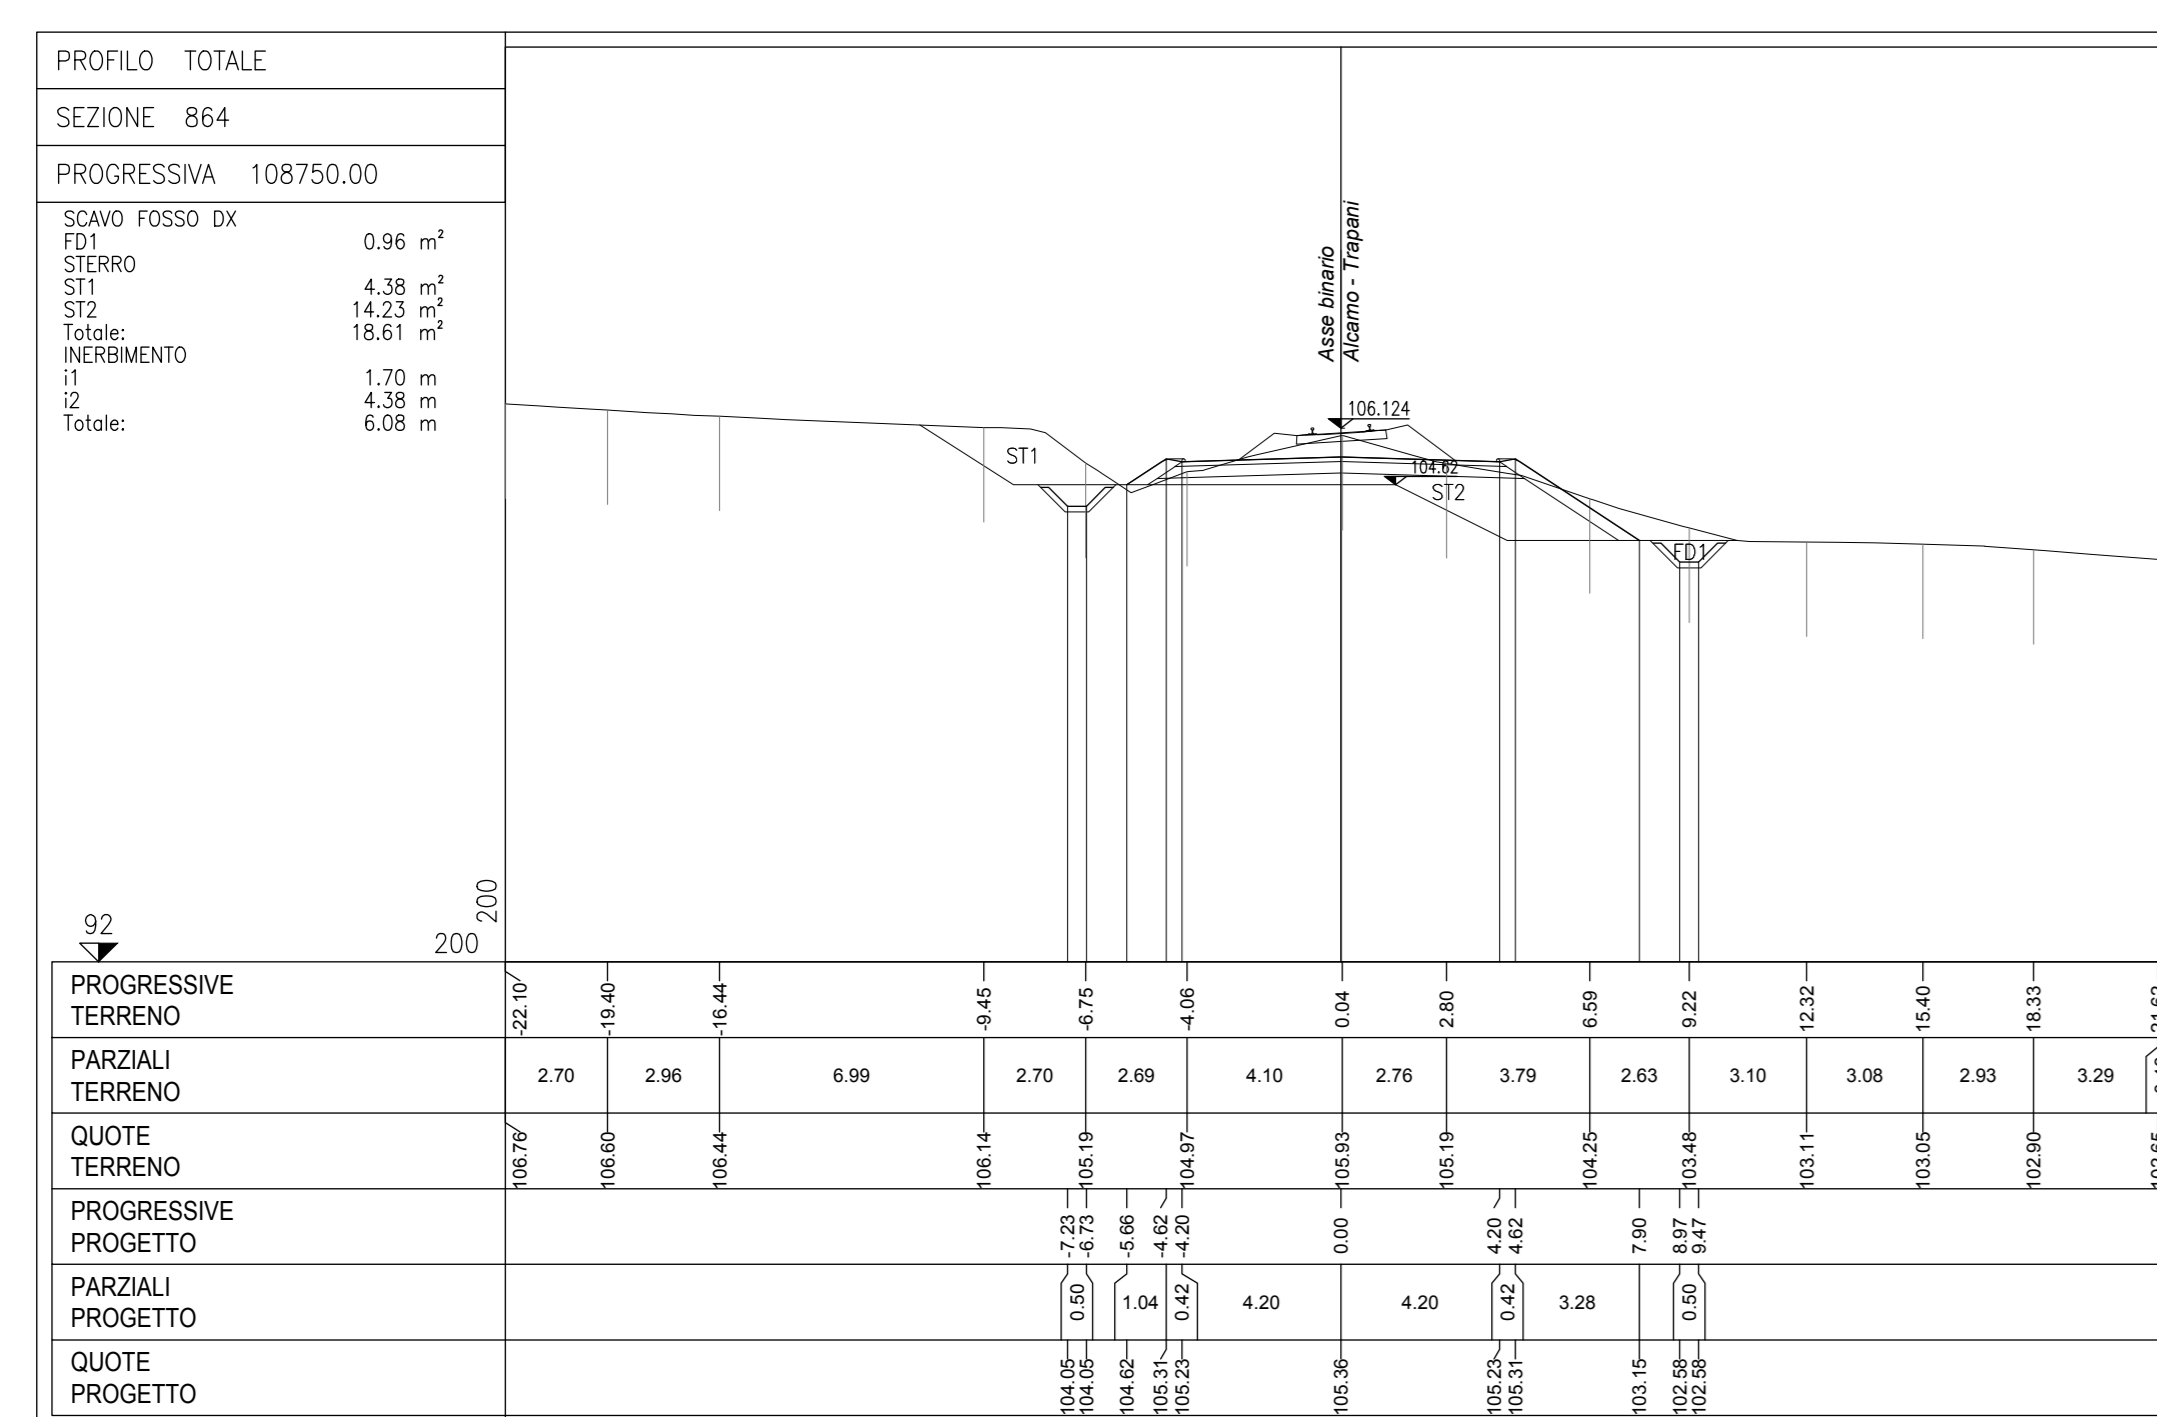 PROFILO TOTALE
SEZIONE 864
PROGRESSIVA 108750.00
SCAVO FOSSO DX
FD1 0.96 m²
STERRO
ST1 4.38 m²
ST2 14.23 m²
Totale: 18.61 m²
INERBIMENTO
i1 1.70 m
i2 4.38 m
Totale: 6.08 m
Asse binario
Alcamo - Trapani
106.124
ST1
104.62
ST2
FD1
92
200
200
PROGRESSIVE TERRENO
-22.10 -19.40 -16.44 -9.45 -6.75 -4.06 0.04 2.80 6.59 9.22 12.32 15.40 18.33
PARZIALI TERRENO
2.70 2.96 6.99 2.70 2.69 4.10 2.76 3.79 2.63 3.10 3.08 2.93 3.29
QUOTE TERRENO
106.76 106.60 106.44 106.14 105.19 104.97 105.93 105.19 104.25 103.48 103.11 103.05 102.90
PROGRESSIVE PROGETTO
-7.23 -6.73 -5.66 -4.62 -4.20 0.00 4.20 4.62 7.90 8.97 9.47
PARZIALI PROGETTO
0.50 1.04 0.42 4.20 4.20 0.42 3.28 0.50
QUOTE PROGETTO
104.05 104.05 104.62 105.31 105.23 105.36 105.23 105.31 103.15 102.58 102.58